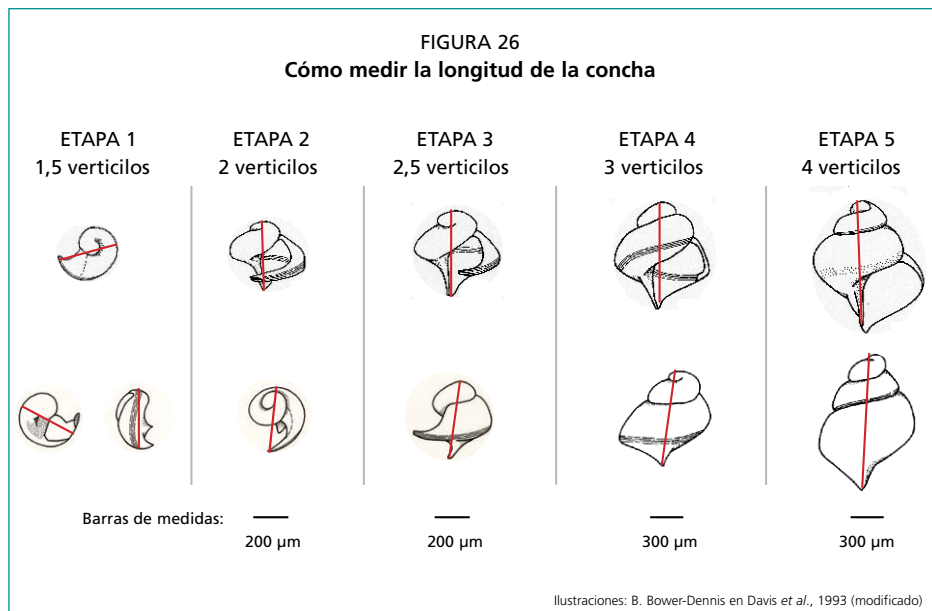 FIGURA 26
Cómo medir la longitud de la concha
ETAPA 1
1,5 verticilos
ETAPA 2
2 verticilos
ETAPA 3
2,5 verticilos
ETAPA 4
3 verticilos
ETAPA 5
4 verticilos
Barras de medidas:
200 µm
200 µm
300 µm
300 µm
Ilustraciones: B. Bower-Dennis en Davis et al., 1993 (modificado)